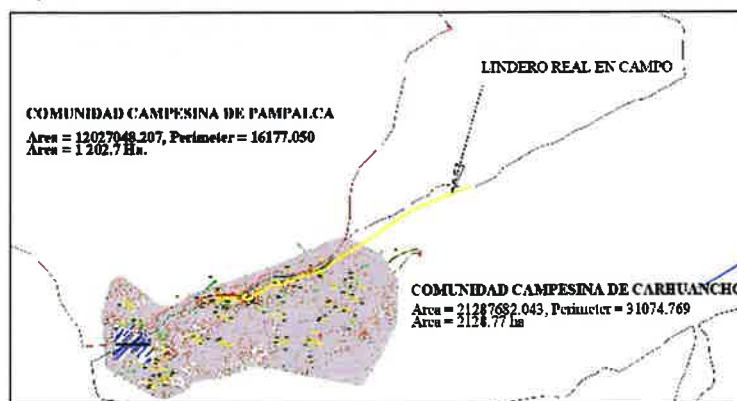 LINDERO REAL EN CAMPO
COMUNIDAD CAMPESINA DE PAMPALCA
Area = 12027048.207, Perimeter = 16177.050
Area = 1 202.7 Ha.
COMUNIDAD CAMPESINA DE CARHUANCHO
Area = 21287682.043, Perimeter = 31074.769
Area = 2128.77 ha